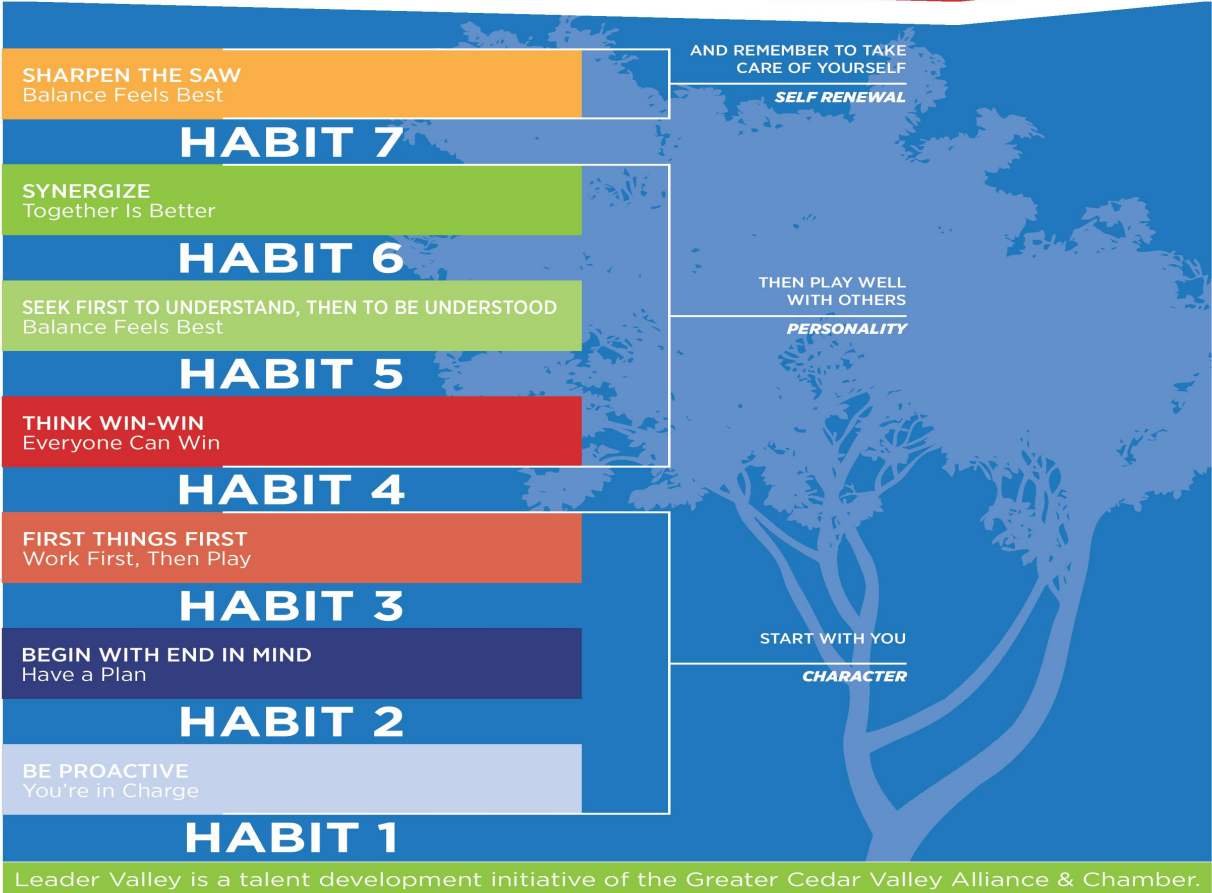 SHARPEN THE SAW
Balance Feels Best
HABIT 7
AND REMEMBER TO TAKE
CARE OF YOURSELF
SELF RENEWAL
SYNERGIZE
Together Is Better
HABIT 6
SEEK FIRST TO UNDERSTAND, THEN TO BE UNDERSTOOD
Balance Feels Best
HABIT 5
THINK WIN-WIN
Everyone Can Win
HABIT 4
THEN PLAY WELL
WITH OTHERS
PERSONALITY
FIRST THINGS FIRST
Work First, Then Play
HABIT 3
BEGIN WITH END IN MIND
Have a Plan
HABIT 2
BE PROACTIVE
You're in Charge
HABIT 1
START WITH YOU
CHARACTER
Leader Valley is a talent development initiative of the Greater Cedar Valley Alliance & Chamber.